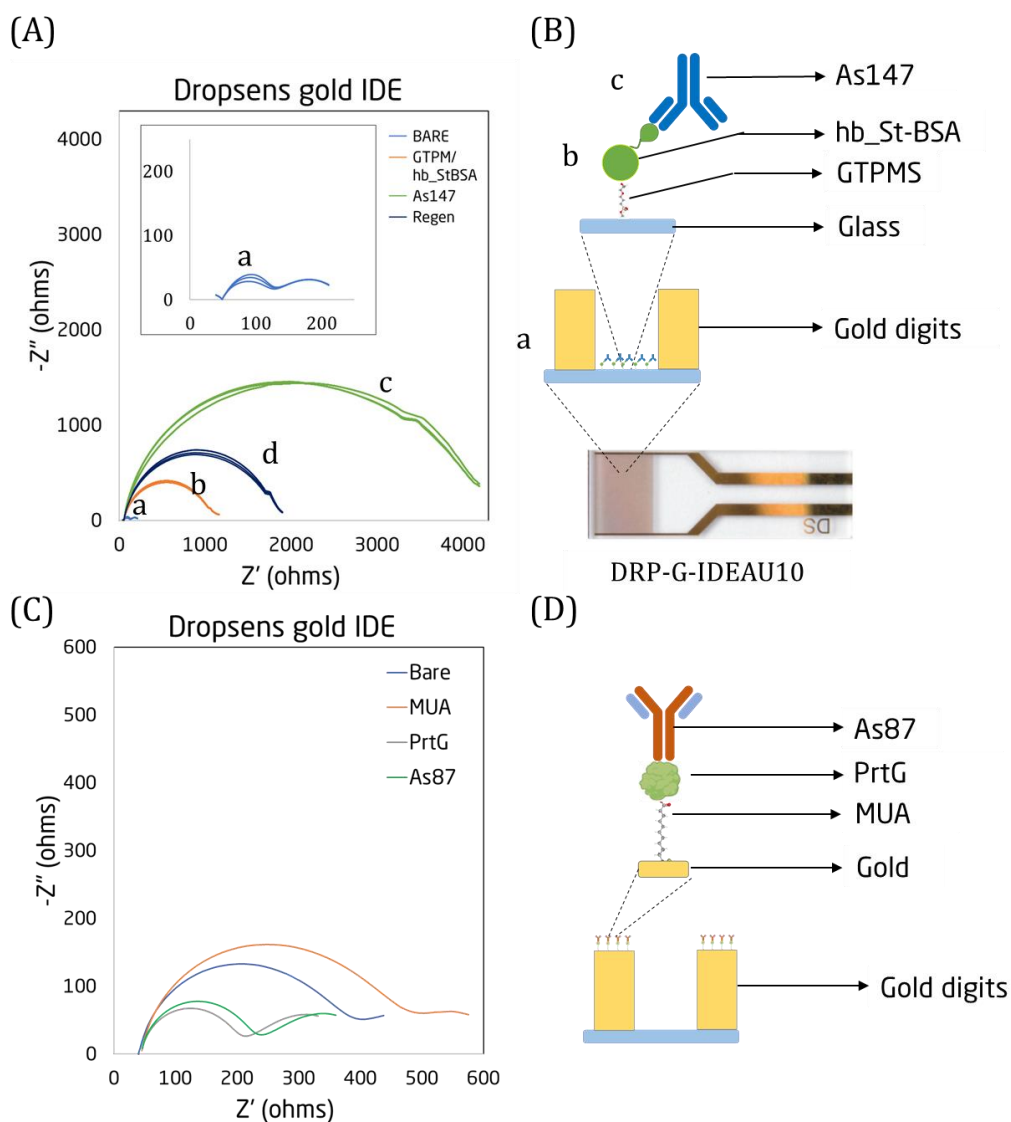 (A)
Dropsens gold IDE
-Z″ (ohms)
4000
3000
2000
1000
0
0
1000
2000
3000
4000
Z' (ohms)
200
100
0
0
100
200
a
BARE
GTPM/
hb_StBSA
As147
Regen
a
b
c
d
(B)
c
As147
b
hb_St-BSA
GTPMS
Glass
a
Gold digits
DS
DRP-G-IDEAU10
(C)
Dropsens gold IDE
-Z″ (ohms)
600
500
400
300
200
100
0
0
100
200
300
400
500
600
Z' (ohms)
Bare
MUA
PrtG
As87
(D)
As87
PrtG
MUA
Gold
Gold digits